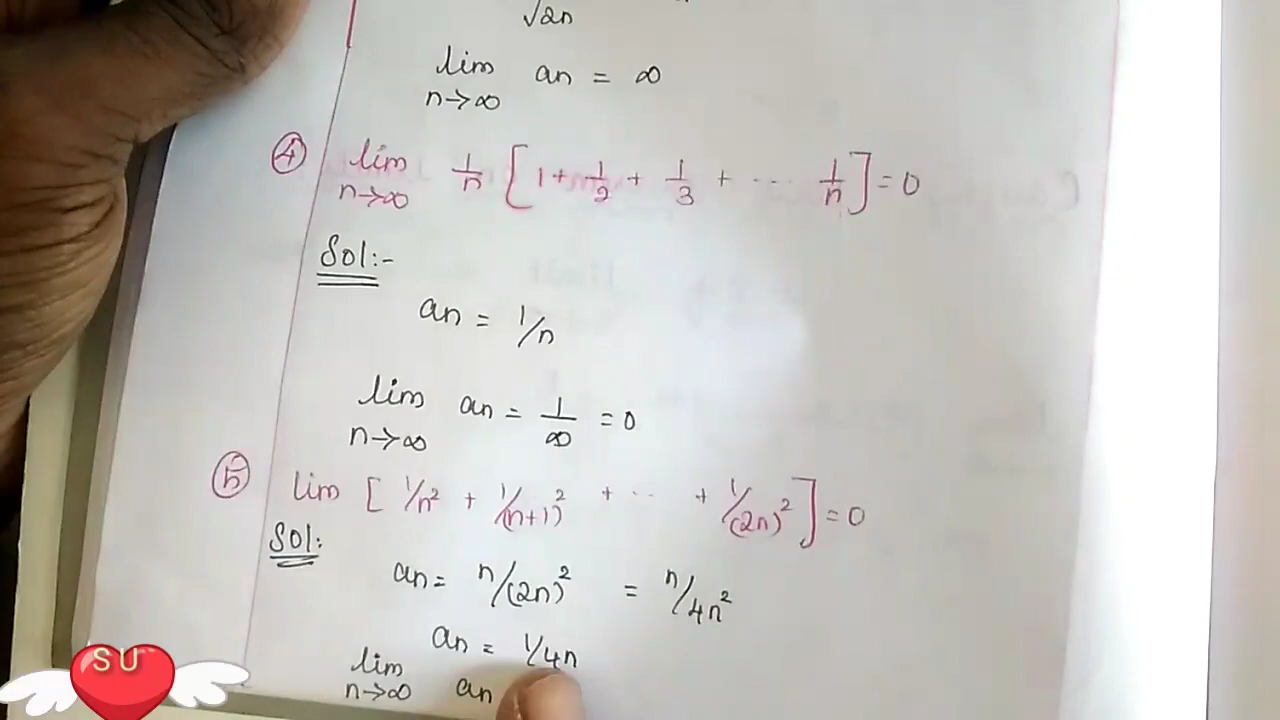 √2n
lim an = ∞
n→∞
④ lim 1/n [1 + 1/2 + 1/3 + ... 1/n] = 0
n→∞
Sol:-
an = 1/n
lim an = 1/∞ = 0
n→∞
⑤ lim [1/n² + 1/(n+1)² + ... + 1/(2n)²] = 0
Sol:
an = n/(2n)² = n/4n²
an = 1/4n
lim an
n→∞
SU